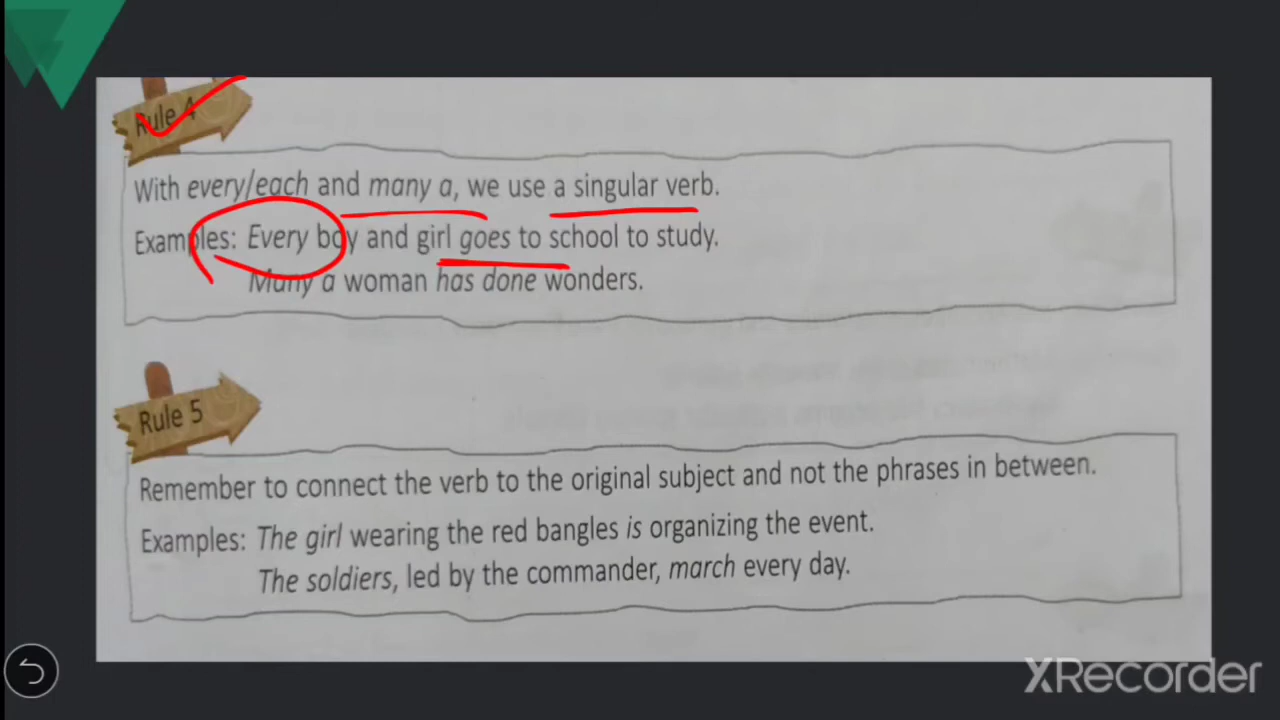 Rule 4
With every/each and many a, we use a singular verb.
Examples: Every boy and girl goes to school to study.
Many a woman has done wonders.
Rule 5
Remember to connect the verb to the original subject and not the phrases in between.
Examples: The girl wearing the red bangles is organizing the event.
The soldiers, led by the commander, march every day.
XRecorder